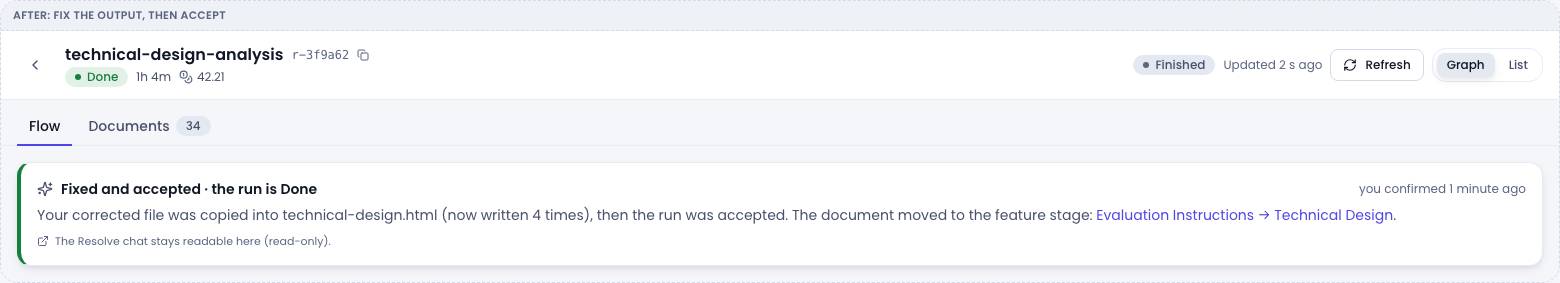 AFTER: FIX THE OUTPUT, THEN ACCEPT
technical-design-analysis r-3f9a62
Done 1h 4m 42.21
Finished Updated 2 s ago Refresh Graph List
Flow Documents 34
Fixed and accepted · the run is Done you confirmed 1 minute ago
Your corrected file was copied into technical-design.html (now written 4 times), then the run was accepted. The document moved to the feature stage: Evaluation Instructions → Technical Design.
The Resolve chat stays readable here (read-only).